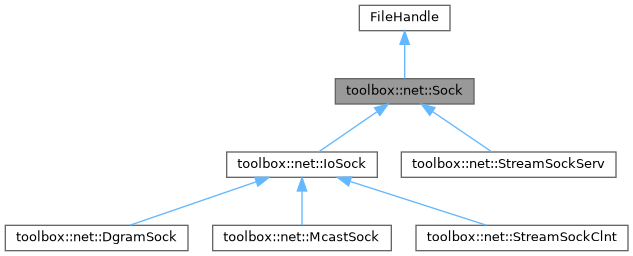 FileHandle
toolbox::net::Sock
toolbox::net::IoSock
toolbox::net::StreamSockServ
toolbox::net::DgramSock
toolbox::net::McastSock
toolbox::net::StreamSockClnt